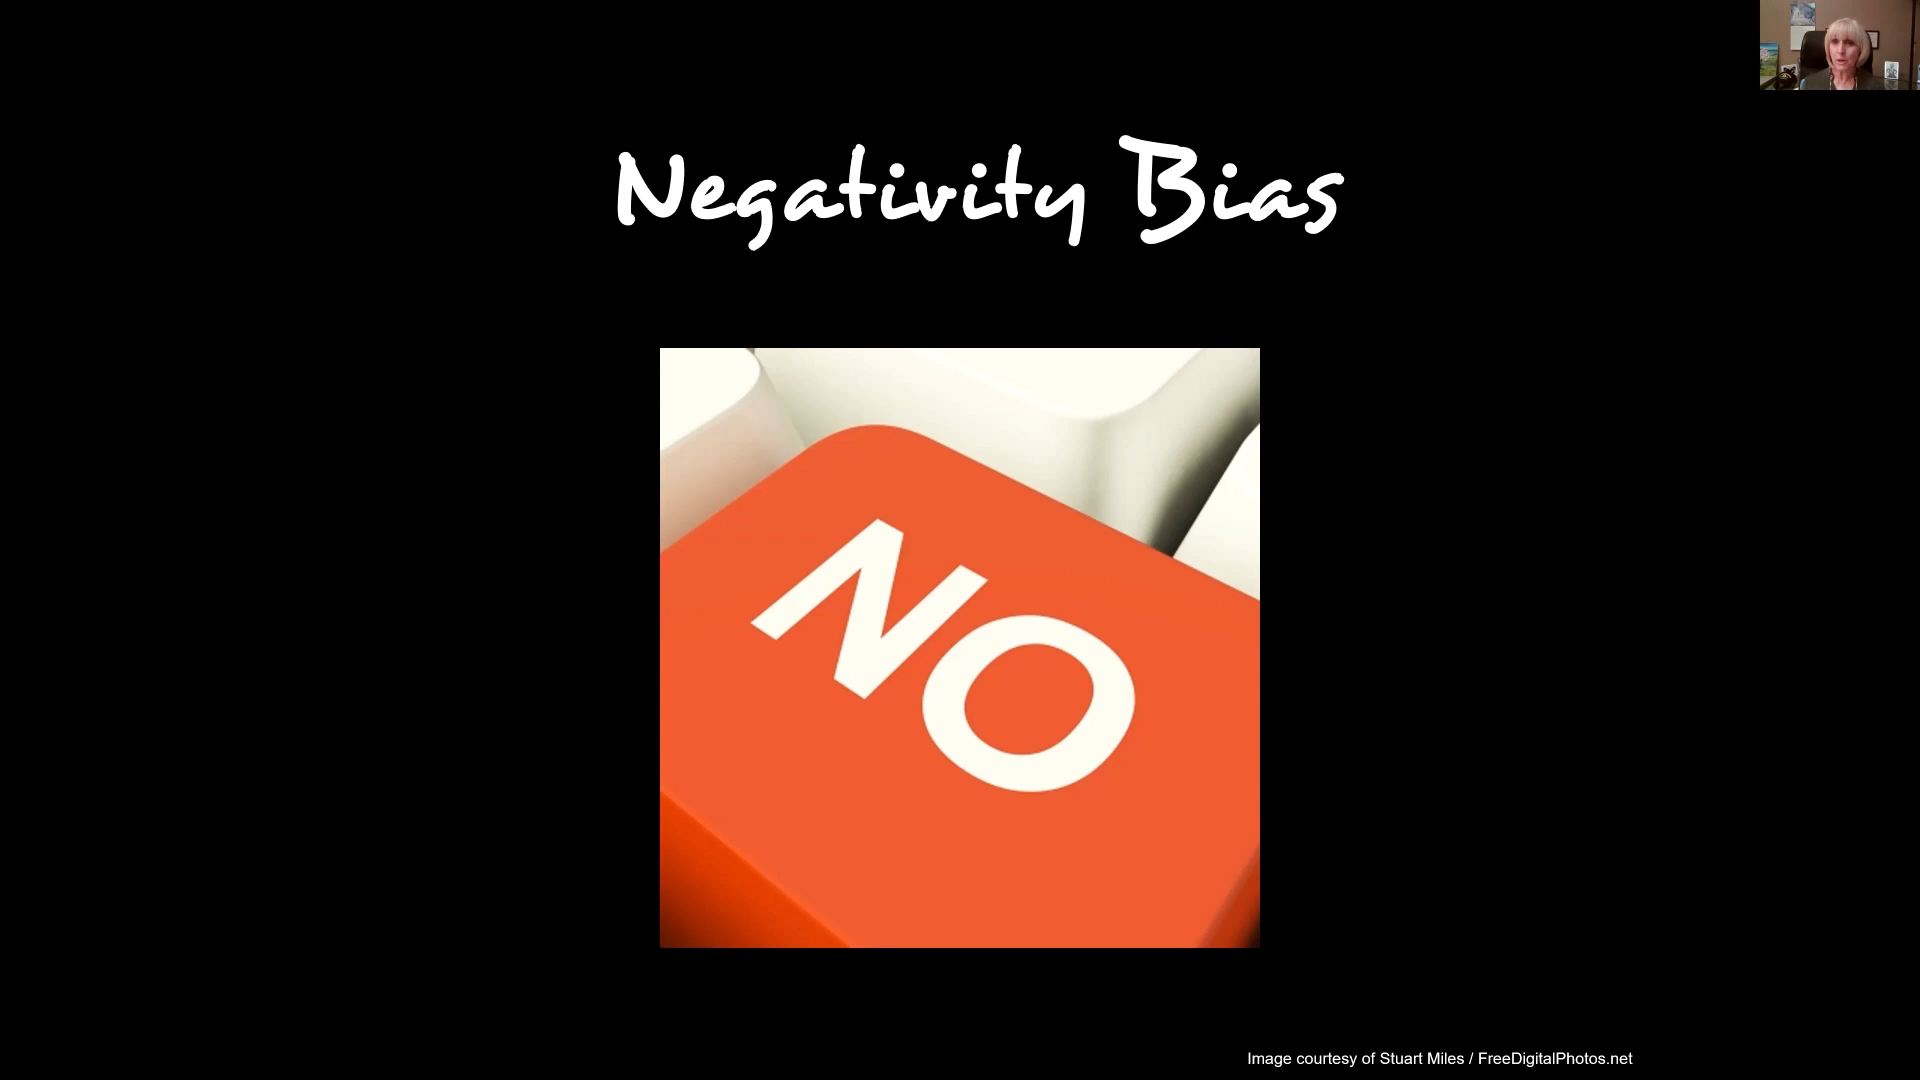 Negativity Bias
NO
Image courtesy of Stuart Miles / FreeDigitalPhotos.net